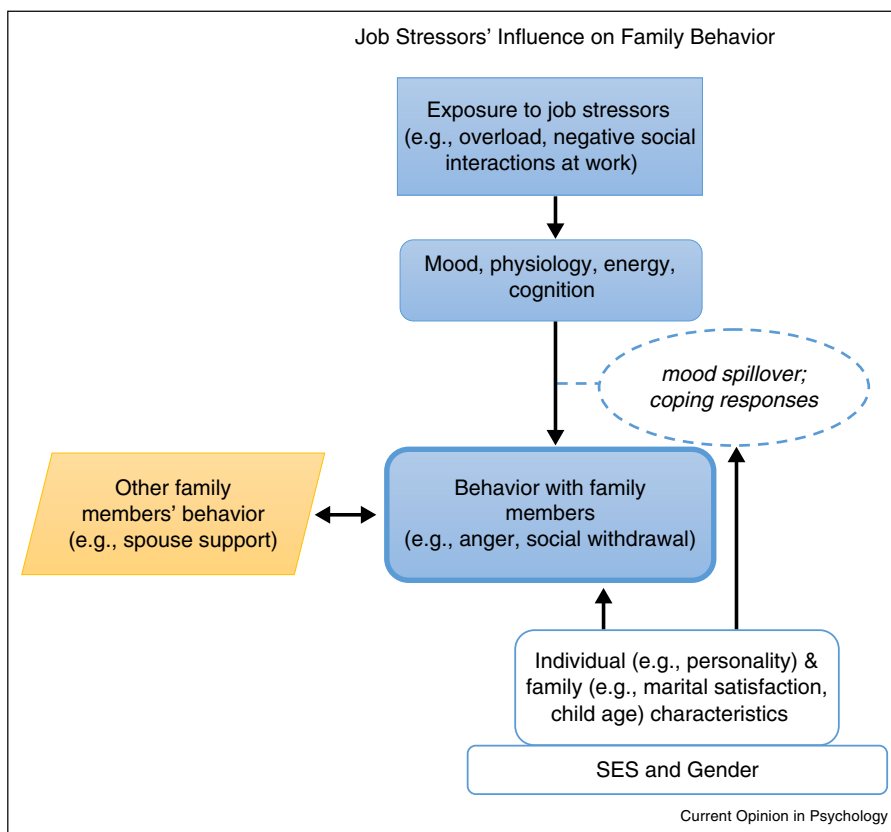 Job Stressors’ Influence on Family Behavior
Exposure to job stressors
(e.g., overload, negative social
interactions at work)
Mood, physiology, energy,
cognition
mood spillover;
coping responses
Other family
members’ behavior
(e.g., spouse support)
Behavior with family
members
(e.g., anger, social withdrawal)
Individual (e.g., personality) &
family (e.g., marital satisfaction,
child age) characteristics
SES and Gender
Current Opinion in Psychology